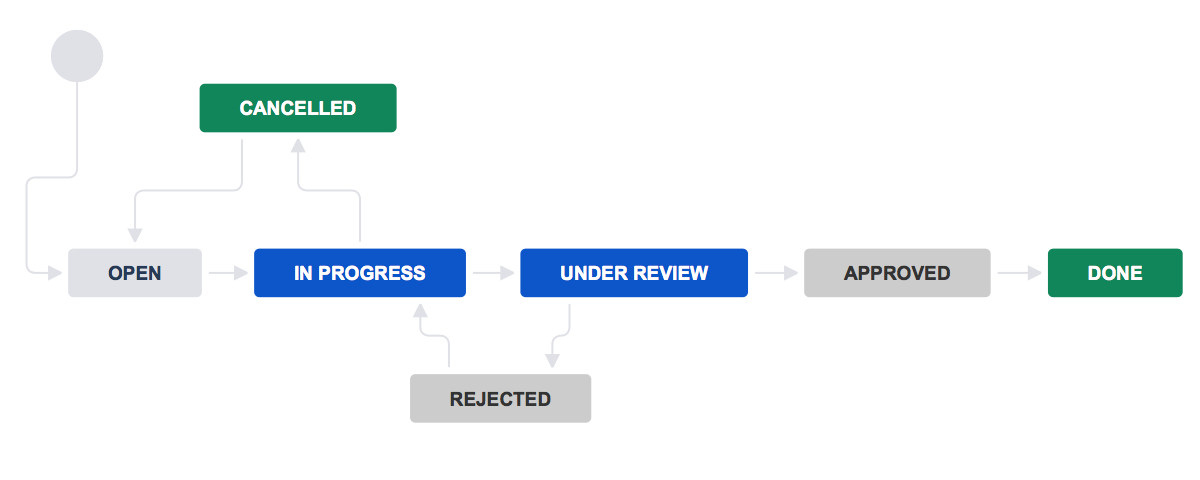 CANCELLED
OPEN
IN PROGRESS
UNDER REVIEW
APPROVED
DONE
REJECTED